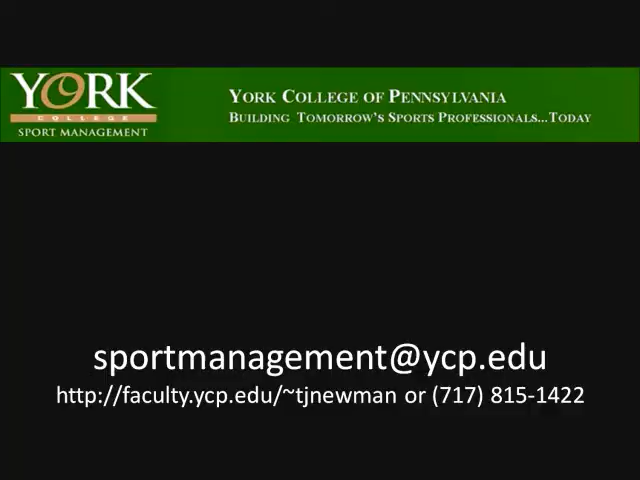 YORK
COLLEGE
SPORT MANAGEMENT
YORK COLLEGE OF PENNSYLVANIA
BUILDING TOMORROW'S SPORTS PROFESSIONALS...TODAY
sportmanagement@ycp.edu
http://faculty.ycp.edu/~tjnewman or (717) 815-1422